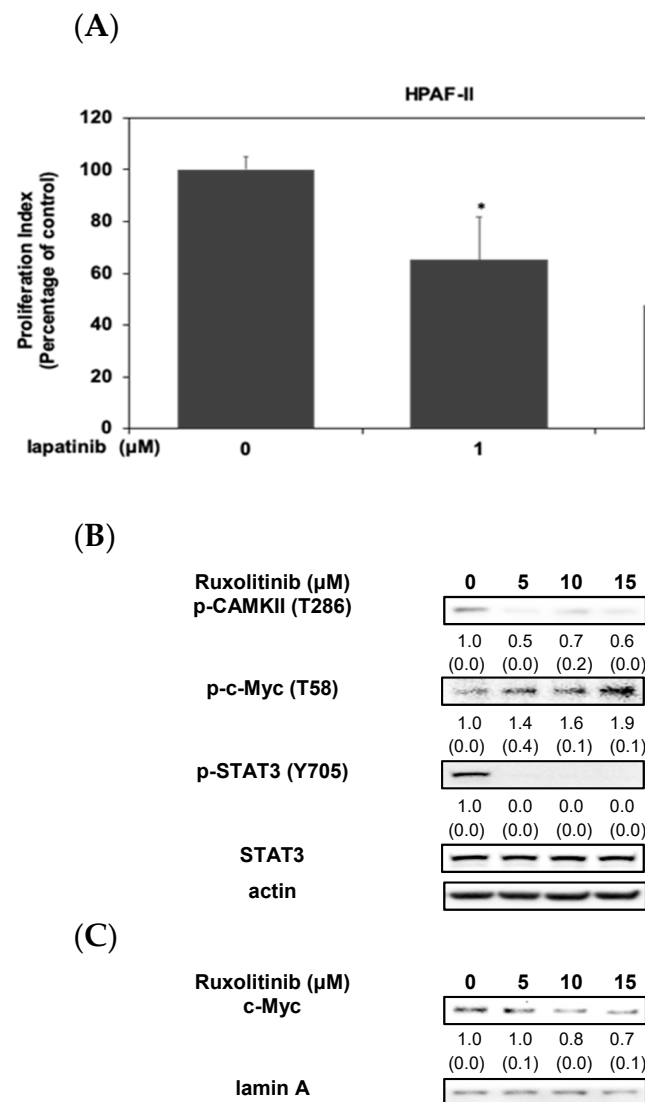 (A)
HPAF-II
120
100
80
60
40
20
0
Proliferation Index
(Percentage of control)
*
lapatinib (µM) 0 1
(B)
Ruxolitinib (µM) 0 5 10 15
p-CAMKII (T286)
1.0 0.5 0.7 0.6
(0.0) (0.0) (0.2) (0.0)
p-c-Myc (T58)
1.0 1.4 1.6 1.9
(0.0) (0.4) (0.1) (0.1)
p-STAT3 (Y705)
1.0 0.0 0.0 0.0
(0.0) (0.0) (0.0) (0.0)
STAT3
actin
(C)
Ruxolitinib (µM) 0 5 10 15
c-Myc
1.0 1.0 0.8 0.7
(0.0) (0.1) (0.0) (0.1)
lamin A